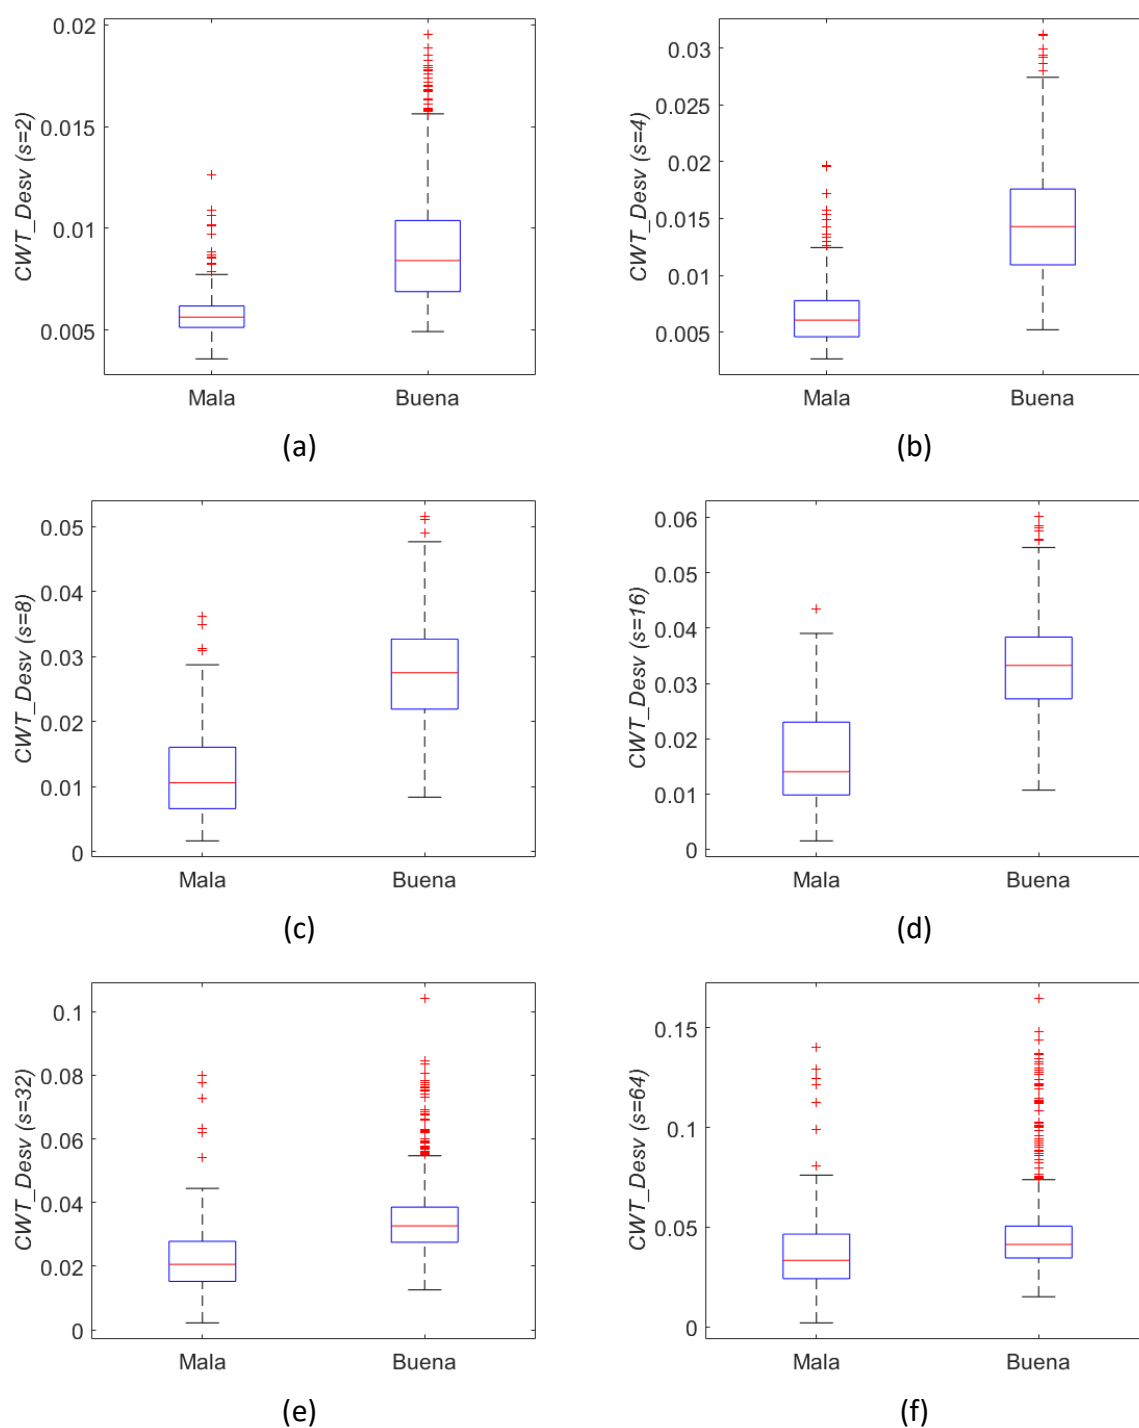 0.02
0.015
0.01
0.005
CWT_Desv (s=2)
Mala Buena
(a)
0.03
0.025
0.02
0.015
0.01
0.005
CWT_Desv (s=4)
Mala Buena
(b)
0.05
0.04
0.03
0.02
0.01
0
CWT_Desv (s=8)
Mala Buena
(c)
0.06
0.05
0.04
0.03
0.02
0.01
0
CWT_Desv (s=16)
Mala Buena
(d)
0.1
0.08
0.06
0.04
0.02
0
CWT_Desv (s=32)
Mala Buena
(e)
0.15
0.1
0.05
0
CWT_Desv (s=64)
Mala Buena
(f)